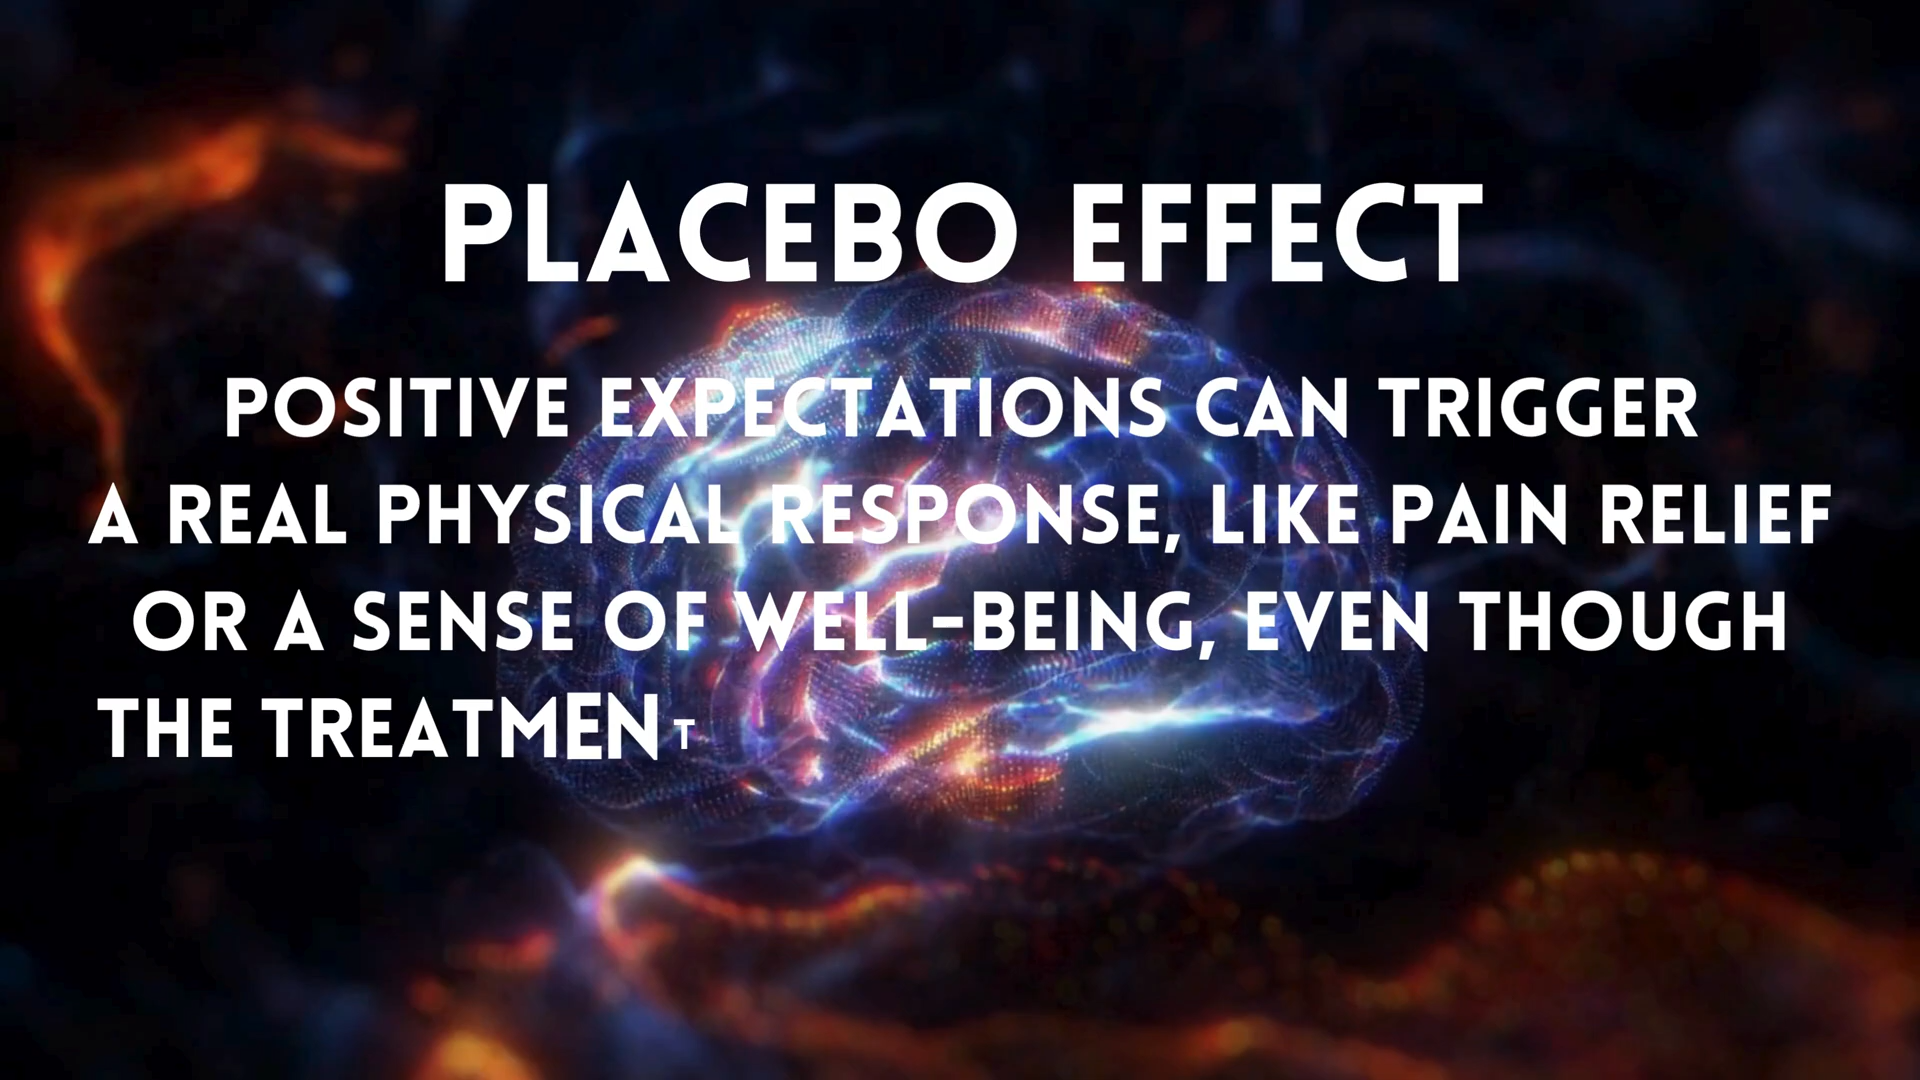 PLACEBO EFFECT
POSITIVE EXPECTATIONS CAN TRIGGER
A REAL PHYSICAL RESPONSE, LIKE PAIN RELIEF
OR A SENSE OF WELL-BEING, EVEN THOUGH
THE TREATMENT